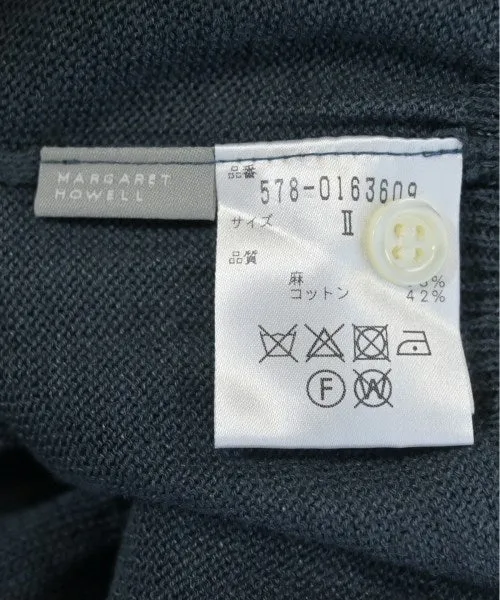 MARGARET
HOWELL
品番
578-0163609
サイズ
II
品質
麻
コットン 42%
F W